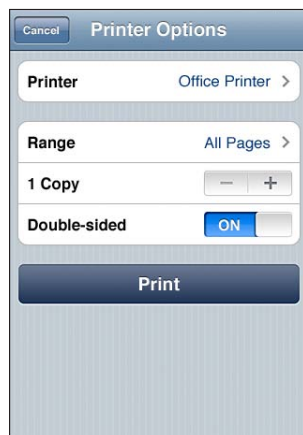 Cancel Printer Options
Printer Office Printer >
Range All Pages >
1 Copy − +
Double-sided ON
Print